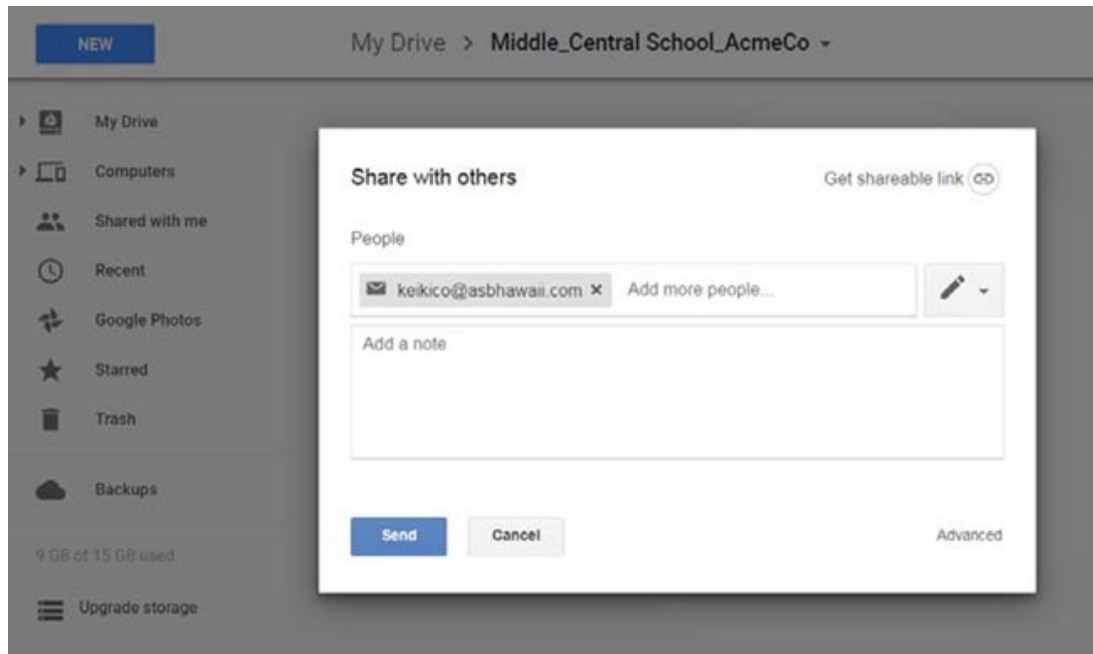 NEW
My Drive > Middle_Central School_AcmeCo
My Drive
Computers
Shared with me
Recent
Google Photos
Starred
Trash
Backups
9 GB of 15 GB used
Upgrade storage
Share with others
Get shareable link
People
keikico@asbhawaii.com × Add more people...
Add a note
Send
Cancel
Advanced